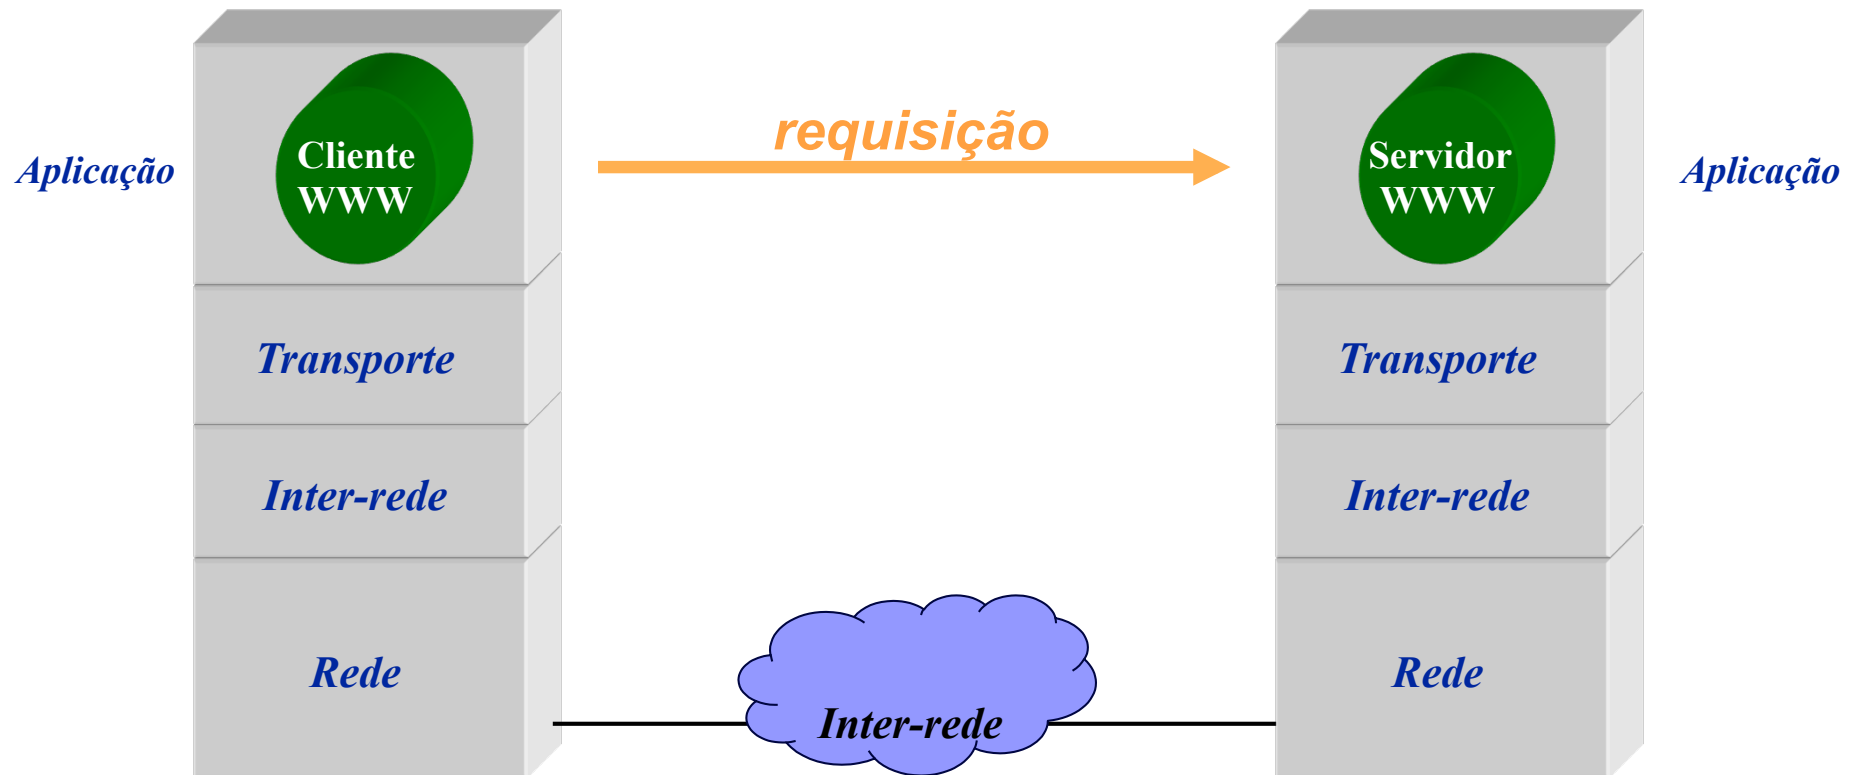 requisição
Cliente
WWW
Servidor
WWW
Aplicação
Aplicação
Transporte
Transporte
Inter-rede
Inter-rede
Rede
Rede
Inter-rede